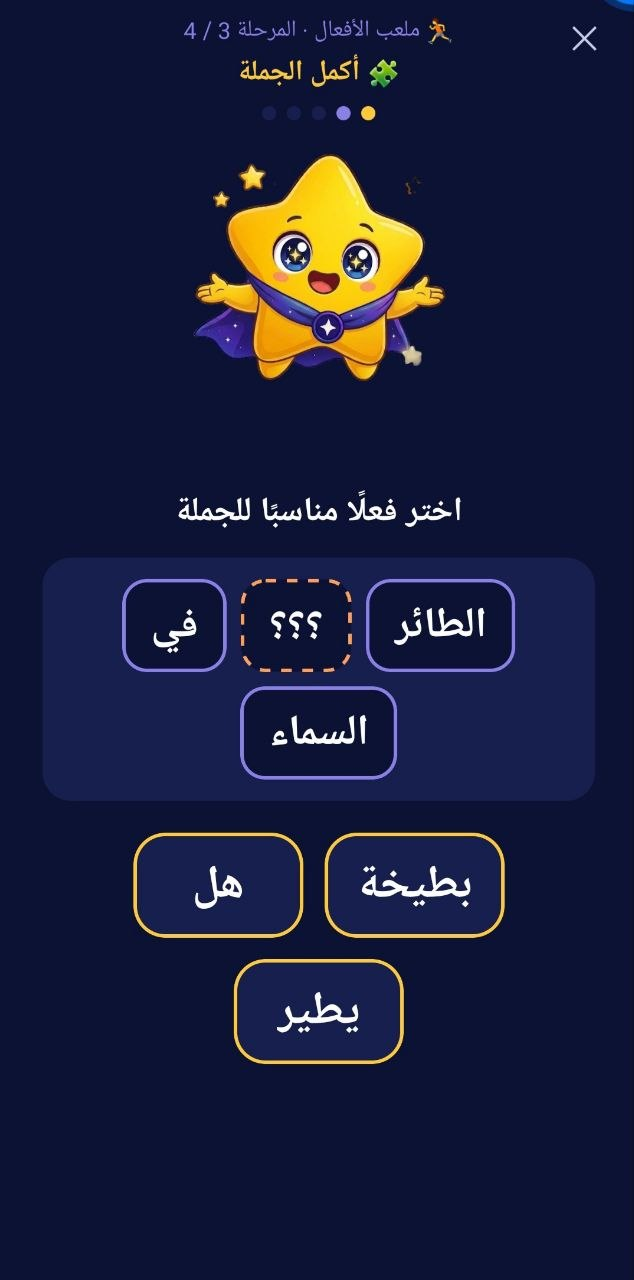 🏃 ملعب الأفعال · المرحلة 3 / 4
🧩 أكمل الجملة
اختر فعلًا مناسبًا للجملة
الطائر ؟؟؟ في
السماء
بطيخة هل
يطير